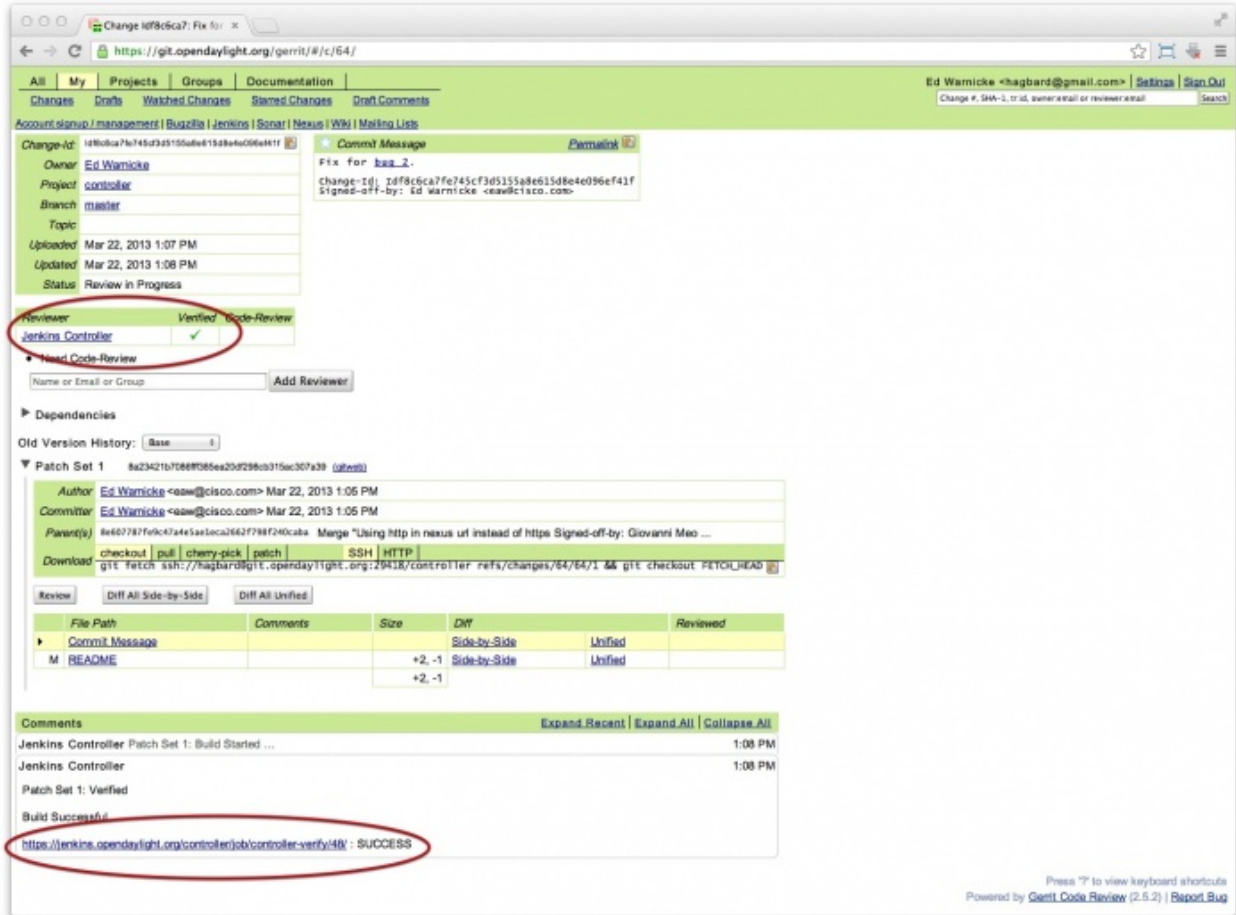 Change Idf8c6ca7: Fix for
https://git.opendaylight.org/gerrit/#/c/64/
All My Projects Groups Documentation
Ed Warnicke <hagbard@gmail.com> Settings Sign Out
Changes Drafts Watched Changes Starred Changes Draft Comments
Change #, SHA-1, tr:id, owner:email or reviewer:email Search
Account signup / management | Bugzilla | Jenkins | Sonar | Nexus | Wiki | Mailing Lists
Change-Id: Idf8c6ca7fe745cf3d5155a8e615d8e4e096ef41f
Owner Ed Warnicke
Project controller
Branch master
Topic
Uploaded Mar 22, 2013 1:07 PM
Updated Mar 22, 2013 1:08 PM
Status Review in Progress
Commit Message Permalink
Fix for bug 2.
Change-Id: Idf8c6ca7fe745cf3d5155a8e615d8e4e096ef41f
Signed-off-by: Ed Warnicke <eaw@cisco.com>
Reviewer Verified Code-Review
Jenkins Controller ✓
Need Code-Review
Name or Email or Group Add Reviewer
Dependencies
Old Version History: Base
Patch Set 1 (gitweb)
Author Ed Warnicke <eaw@cisco.com> Mar 22, 2013 1:05 PM
Committer Ed Warnicke <eaw@cisco.com> Mar 22, 2013 1:05 PM
Parent(s) Merge "Using http in nexus url instead of https Signed-off-by: Giovanni Meo ...
Download checkout | pull | cherry-pick | patch | SSH | HTTP |
git fetch ssh://hagbard@git.opendaylight.org:29418/controller refs/changes/64/64/1 && git checkout FETCH_HEAD
Review Diff All Side-by-Side Diff All Unified
File Path Comments Size Diff Reviewed
Commit Message Side-by-Side Unified
M README +2, -1 Side-by-Side Unified
+2, -1
Comments Expand Recent Expand All Collapse All
Jenkins Controller Patch Set 1: Build Started ... 1:08 PM
Jenkins Controller 1:08 PM
Patch Set 1: Verified
Build Successful
https://jenkins.opendaylight.org/controller/job/controller-verify/48/ : SUCCESS
Press '?' to view keyboard shortcuts
Powered by Gerrit Code Review (2.5.2) | Report Bug